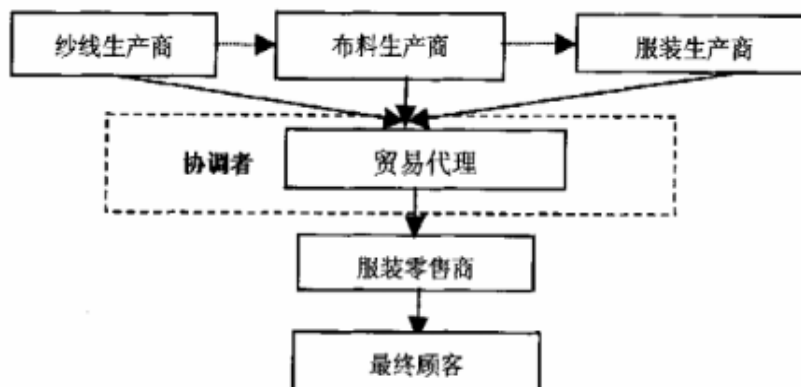 纱线生产商
布料生产商
服装生产商
协调者
贸易代理
服装零售商
最终顾客